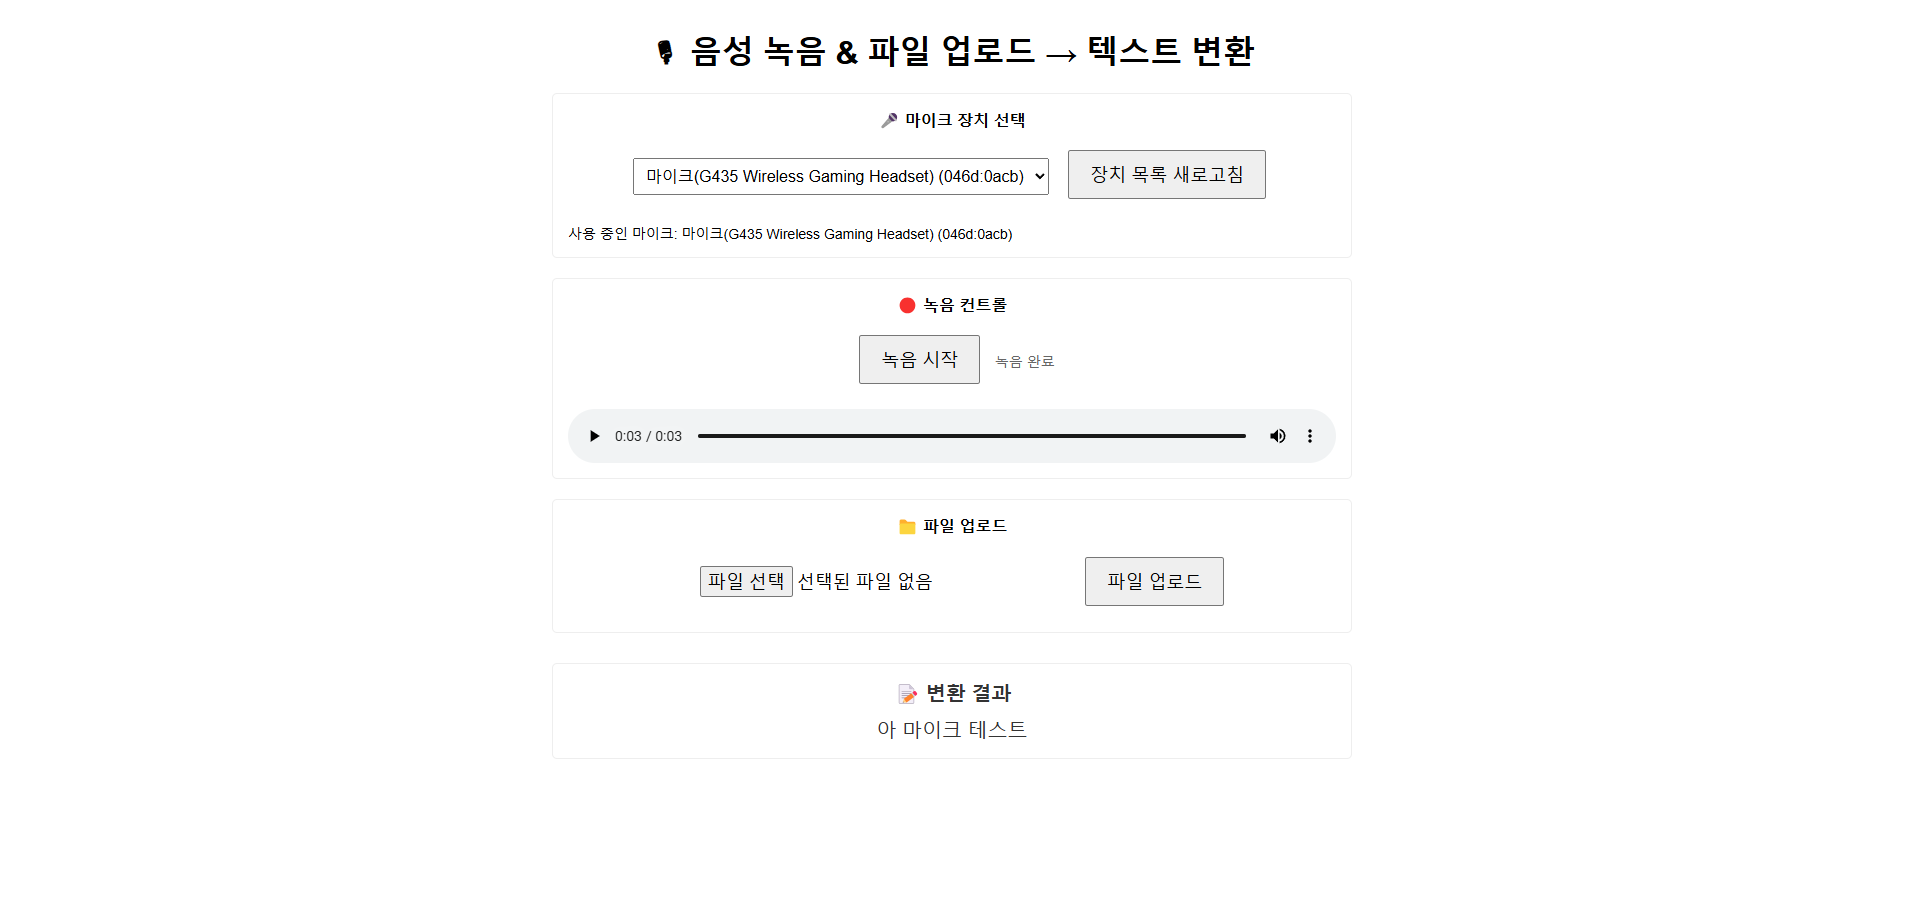 🎙 음성 녹음 & 파일 업로드 → 텍스트 변환
🎤 마이크 장치 선택
마이크(G435 Wireless Gaming Headset) (046d:0acb)
장치 목록 새로고침
사용 중인 마이크: 마이크(G435 Wireless Gaming Headset) (046d:0acb)
🔴 녹음 컨트롤
녹음 시작 녹음 완료
0:03 / 0:03
📁 파일 업로드
파일 선택 선택된 파일 없음
파일 업로드
📝 변환 결과
아 마이크 테스트